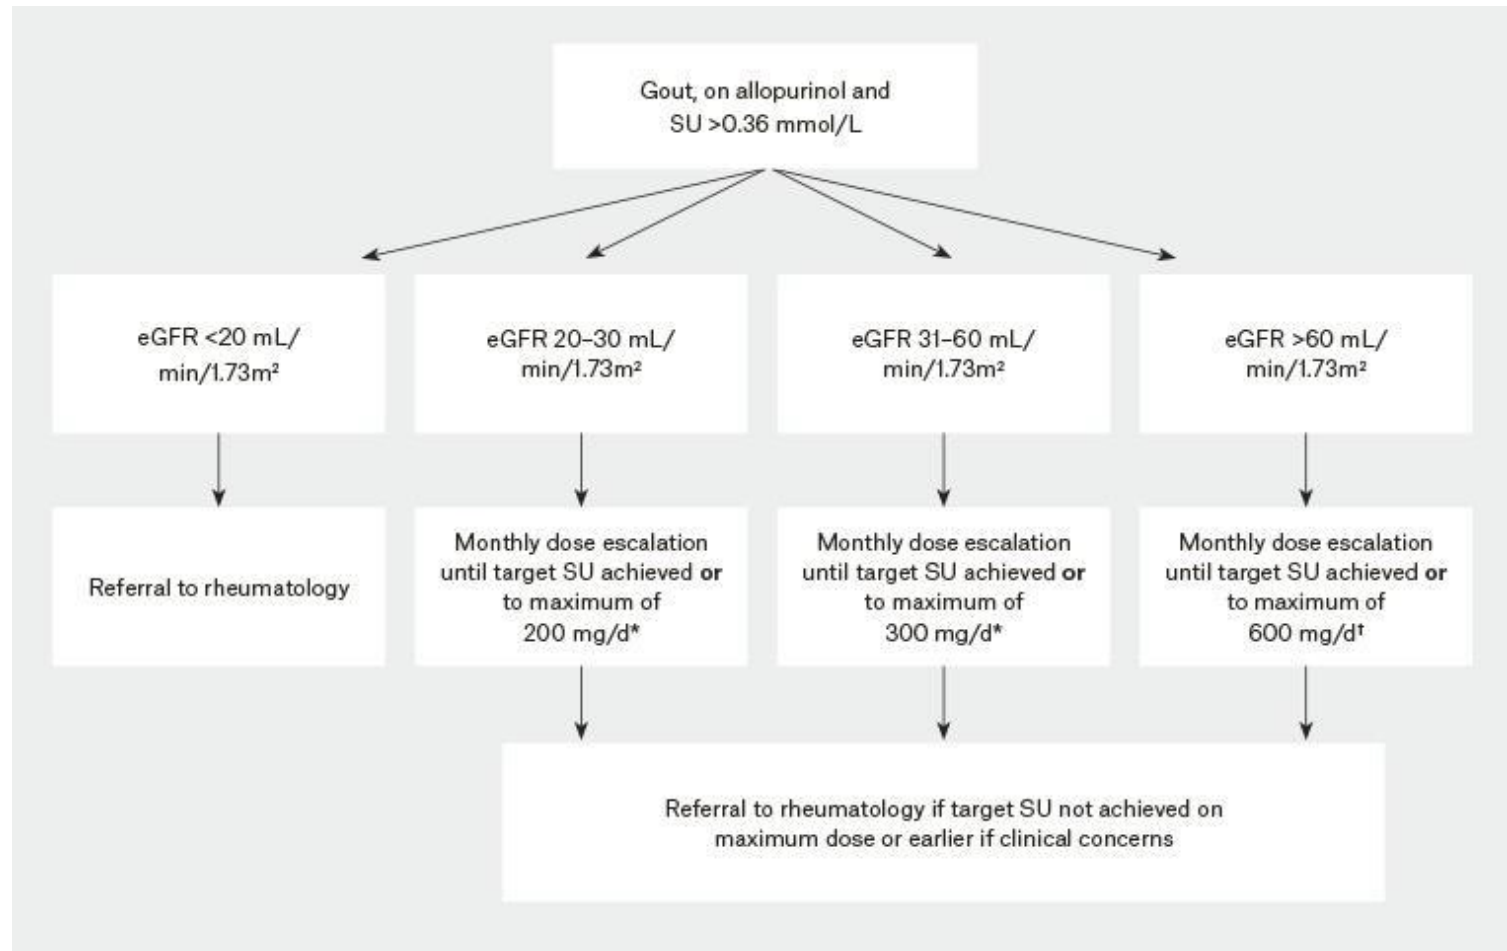 Gout, on allopurinol and
SU >0.36 mmol/L
eGFR <20 mL/
min/1.73m²
eGFR 20–30 mL/
min/1.73m²
eGFR 31–60 mL/
min/1.73m²
eGFR >60 mL/
min/1.73m²
Referral to rheumatology
Monthly dose escalation
until target SU achieved or
to maximum of
200 mg/d*
Monthly dose escalation
until target SU achieved or
to maximum of
300 mg/d*
Monthly dose escalation
until target SU achieved or
to maximum of
600 mg/d†
Referral to rheumatology if target SU not achieved on
maximum dose or earlier if clinical concerns